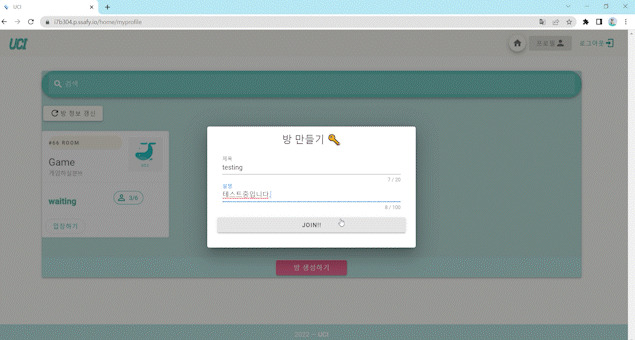 UCI
i7b304.p.ssafy.io/home/myprofile
UCI
프로필
로그아웃
검색
방 정보 갱신
#56 ROOM
Game
게임하실분!!!
waiting
3/6
입장하기
방 만들기
제목
testing
7 / 20
설명
테스트중입니다.
8 / 100
JOIN!!
방 생성하기
2022 — UCI